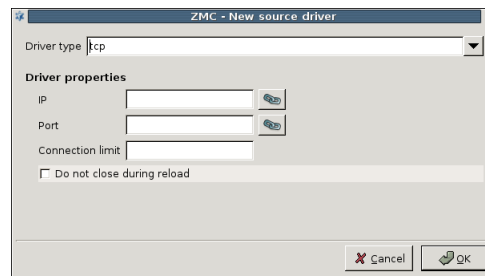 ZMC - New source driver
Driver type tcp
Driver properties
IP
Port
Connection limit
Do not close during reload
Cancel OK